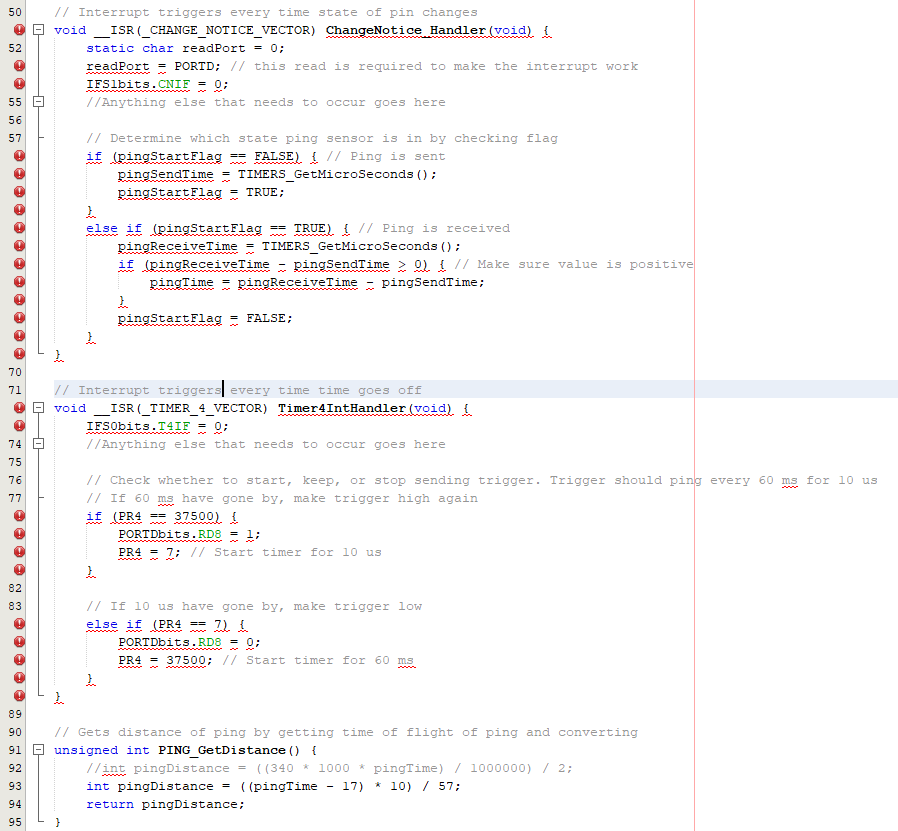 50 // Interrupt triggers every time state of pin changes
void __ISR(_CHANGE_NOTICE_VECTOR) ChangeNotice_Handler(void) {
52 static char readPort = 0;
readPort = PORTD; // this read is required to make the interrupt work
IFS1bits.CNIF = 0;
55 //Anything else that needs to occur goes here
56
57 // Determine which state ping sensor is in by checking flag
if (pingStartFlag == FALSE) { // Ping is sent
pingSendTime = TIMERS_GetMicroSeconds();
pingStartFlag = TRUE;
}
else if (pingStartFlag == TRUE) { // Ping is received
pingReceiveTime = TIMERS_GetMicroSeconds();
if (pingReceiveTime - pingSendTime > 0) { // Make sure value is positive
pingTime = pingReceiveTime - pingSendTime;
}
pingStartFlag = FALSE;
}
}
70
71 // Interrupt triggers every time time goes off
void __ISR(_TIMER_4_VECTOR) Timer4IntHandler(void) {
IFS0bits.T4IF = 0;
74 //Anything else that needs to occur goes here
75
76 // Check whether to start, keep, or stop sending trigger. Trigger should ping every 60 ms for 10 us
77 // If 60 ms have gone by, make trigger high again
if (PR4 == 37500) {
PORTDbits.RD8 = 1;
PR4 = 7; // Start timer for 10 us
}
82
83 // If 10 us have gone by, make trigger low
else if (PR4 == 7) {
PORTDbits.RD8 = 0;
PR4 = 37500; // Start timer for 60 ms
}
}
89
90 // Gets distance of ping by getting time of flight of ping and converting
91 unsigned int PING_GetDistance() {
92 //int pingDistance = ((340 * 1000 * pingTime) / 1000000) / 2;
93 int pingDistance = ((pingTime - 17) * 10) / 57;
94 return pingDistance;
95 }